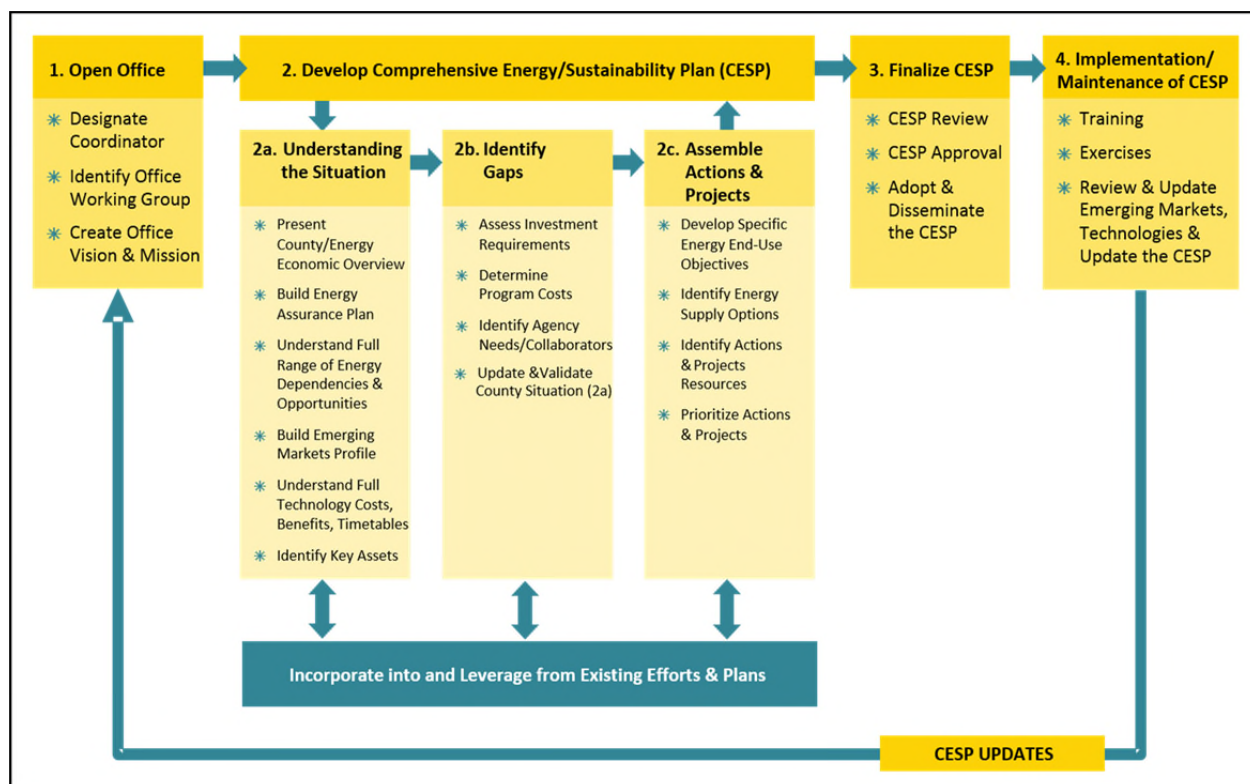 1. Open Office
Designate
Coordinator
Identify Office
Working Group
Create Office
Vision & Mission
2. Develop Comprehensive Energy/Sustainability Plan (CESP)
2a. Understanding
the Situation
Present
County/Energy
Economic Overview
Build Energy
Assurance Plan
Understand Full
Range of Energy
Dependencies &
Opportunities
Build Emerging
Markets Profile
Understand Full
Technology Costs,
Benefits, Timetables
Identify Key Assets
2b. Identify
Gaps
Assess Investment
Requirements
Determine
Program Costs
Identify Agency
Needs/Collaborators
Update &Validate
County Situation (2a)
2c. Assemble
Actions &
Projects
Develop Specific
Energy End-Use
Objectives
Identify Energy
Supply Options
Identify Actions
& Projects
Resources
Prioritize Actions
& Projects
Incorporate into and Leverage from Existing Efforts & Plans
3. Finalize CESP
CESP Review
CESP Approval
Adopt &
Disseminate
the CESP
4. Implementation/
Maintenance of CESP
Training
Exercises
Review & Update
Emerging Markets,
Technologies &
Update the CESP
CESP UPDATES